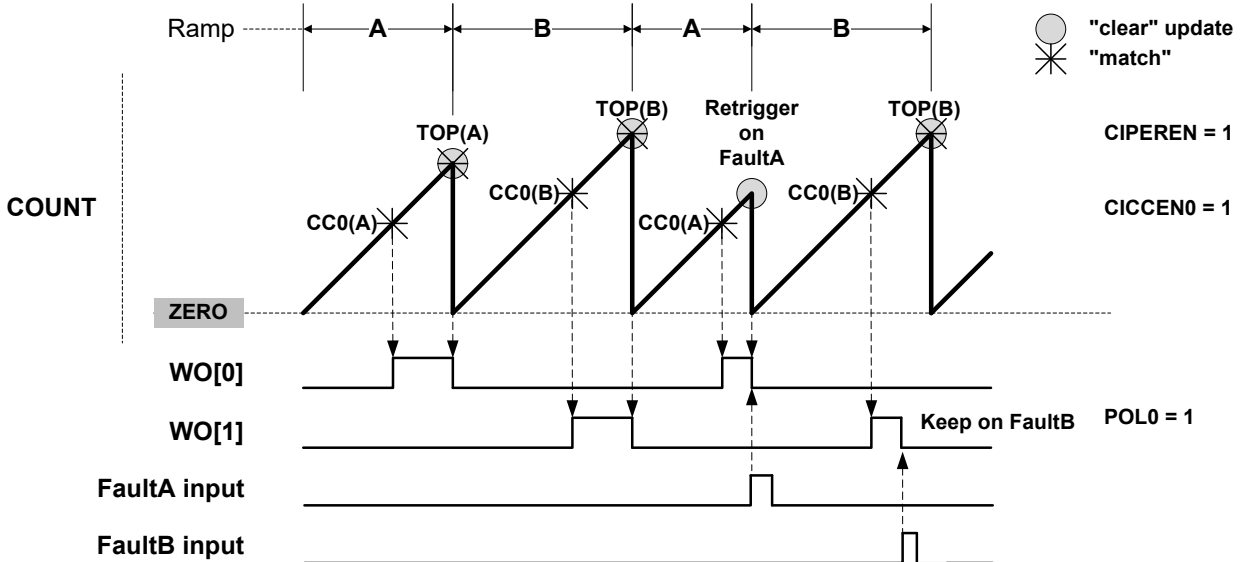 Ramp A B A B
"clear" update
"match"
TOP(A)
TOP(B)
Retrigger
on
FaultA
TOP(B)
CIPEREN = 1
COUNT
CC0(A)
CC0(B)
CC0(A)
CC0(B)
CICCEN0 = 1
ZERO
WO[0]
WO[1]
Keep on FaultB
POL0 = 1
FaultA input
FaultB input